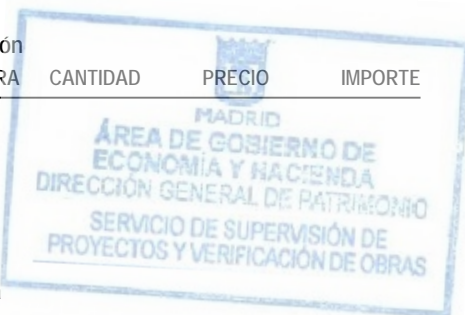 ón
RA CANTIDAD PRECIO IMPORTE
MADRID
ÁREA DE GOBIERNO DE
ECONOMÍA Y HACIENDA
DIRECCIÓN GENERAL DE PATRIMONIO
SERVICIO DE SUPERVISIÓN DE
PROYECTOS Y VERIFICACIÓN DE OBRAS